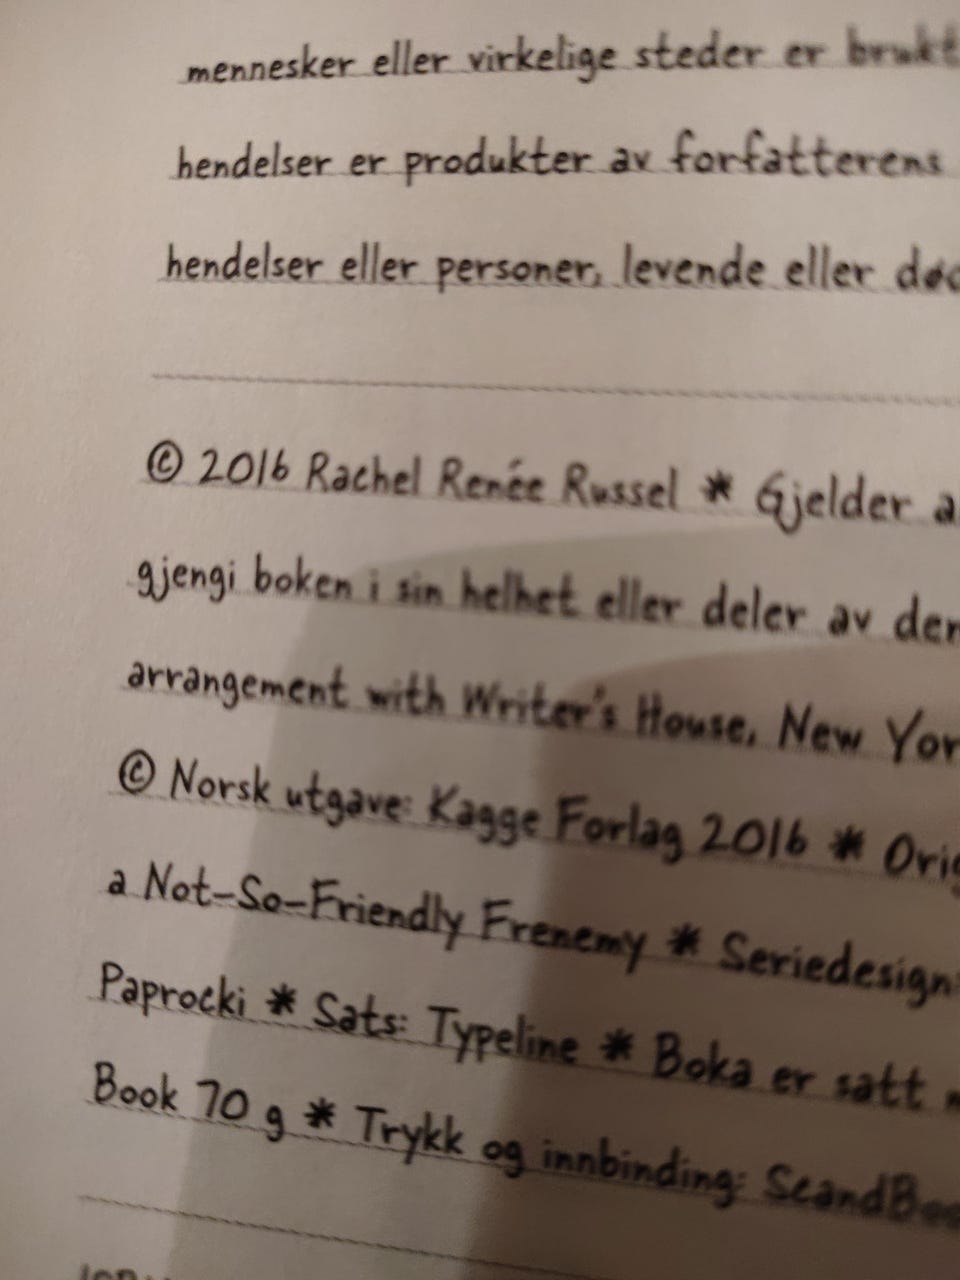 mennesker eller virkelige steder er brukt
hendelser er produkter av forfatterens
hendelser eller personer, levende eller
© 2016 Rachel Renée Russel * Gjelder
gjengi boken i sin helhet eller deler av
arrangement with Writer's House, New
© Norsk utgave: Kagge Forlag 2016 *
a Not-So-Friendly Frenemy * Seriedesign:
Paprocki * Sats: Typeline * Boka er satt
Book 70 g * Trykk og innbinding: